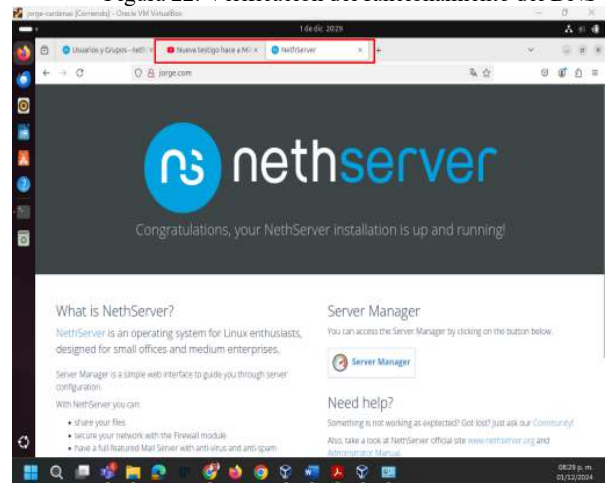 Figura 22. Verificación del funcionamiento del DNS
jorge-cardenas [Corriendo] - Oracle VM VirtualBox
1 de dic 20:29
Usuarios y Grupos - Neth
Nueva testigo hace a Mi
NethServer
jorge.com
ns nethserver
Congratulations, your NethServer installation is up and running!
What is NethServer?
NethServer is an operating system for Linux enthusiasts,
designed for small offices and medium enterprises.
Server Manager is a simple web interface to guide you through server
configuration.
With NethServer you can:
share your files
secure your network with the Firewall module
have a full-featured Mail Server with anti-virus and anti-spam
Server Manager
You can access the Server Manager by clicking on the button below.
Server Manager
Need help?
Something is not working as expected? Got lost? Just ask our Community!
Also, take a look at NethServer official site www.nethserver.org and
Administrator Manual.
08:29 p. m.
01/12/2024